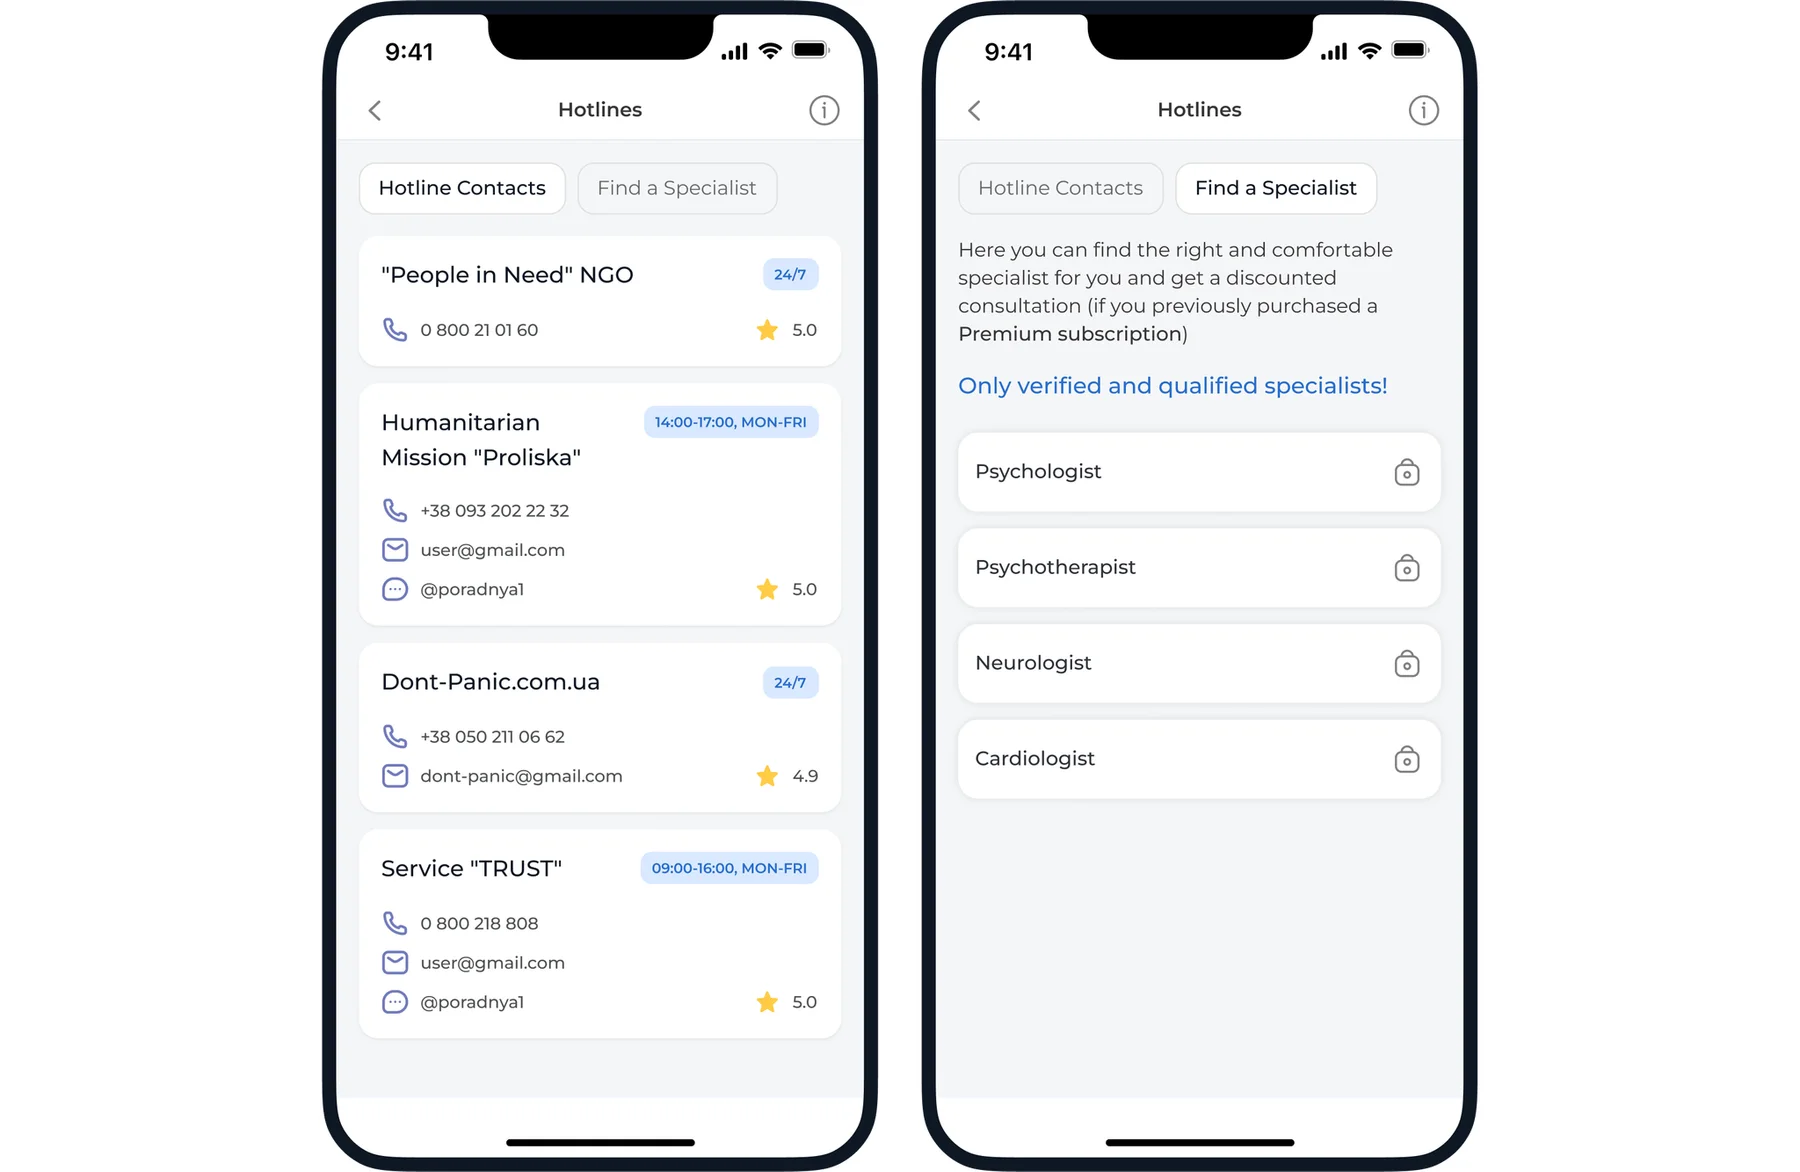 9:41
Hotlines
Hotline Contacts
Find a Specialist
"People in Need" NGO
24/7
0 800 21 01 60
5.0
Humanitarian
Mission "Proliska"
14:00-17:00, MON-FRI
+38 093 202 22 32
user@gmail.com
@poradnya1
5.0
Dont-Panic.com.ua
24/7
+38 050 211 06 62
dont-panic@gmail.com
4.9
Service "TRUST"
09:00-16:00, MON-FRI
0 800 218 808
user@gmail.com
@poradnya1
5.0
9:41
Hotlines
Hotline Contacts
Find a Specialist
Here you can find the right and comfortable
specialist for you and get a discounted
consultation (if you previously purchased a
Premium subscription)
Only verified and qualified specialists!
Psychologist
Psychotherapist
Neurologist
Cardiologist